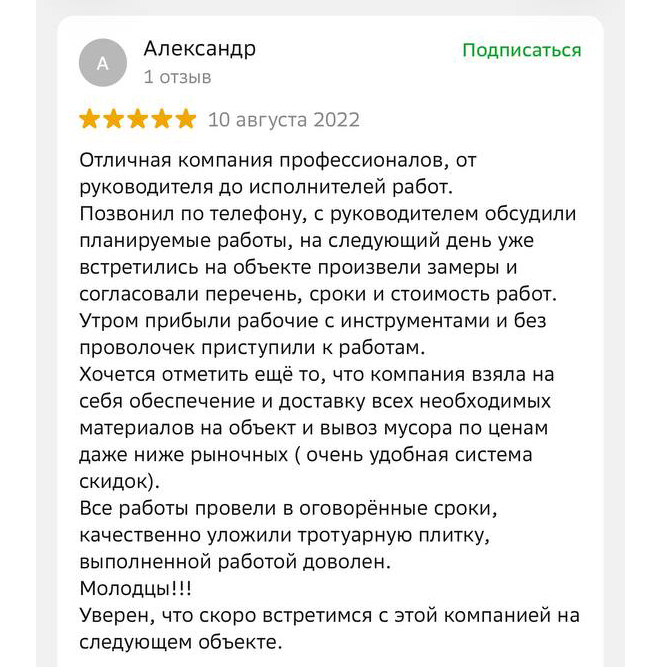 А
Александр
Подписаться
1 отзыв
10 августа 2022
Отличная компания профессионалов, от
руководителя до исполнителей работ.
Позвонил по телефону, с руководителем обсудили
планируемые работы, на следующий день уже
встретились на объекте произвели замеры и
согласовали перечень, сроки и стоимость работ.
Утром прибыли рабочие с инструментами и без
проволочек приступили к работам.
Хочется отметить ещё то, что компания взяла на
себя обеспечение и доставку всех необходимых
материалов на объект и вывоз мусора по ценам
даже ниже рыночных ( очень удобная система
скидок).
Все работы провели в оговорённые сроки,
качественно уложили тротуарную плитку,
выполненной работой доволен.
Молодцы!!!
Уверен, что скоро встретимся с этой компанией на
следующем объекте.